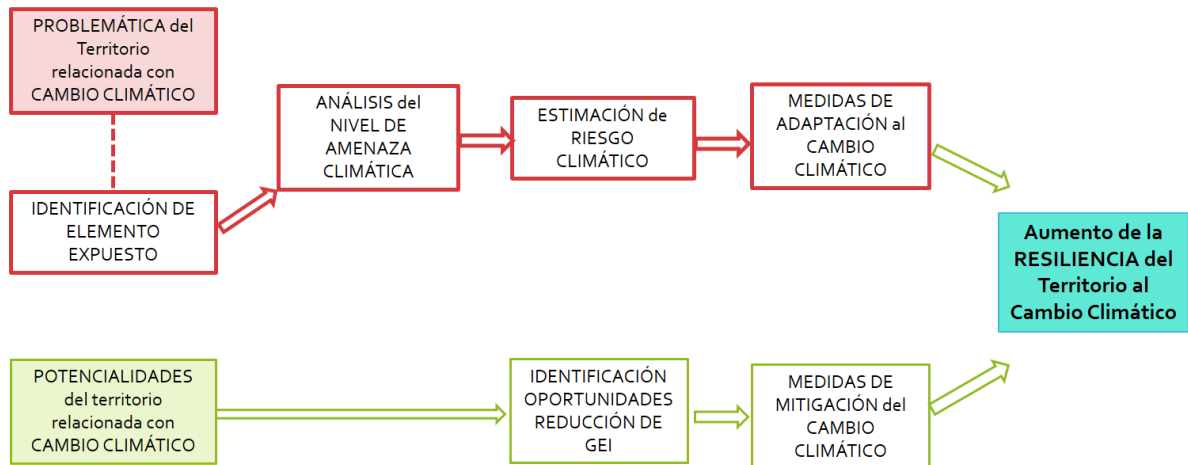 PROBLEMÁTICA del
Territorio
relacionada con
CAMBIO CLIMÁTICO
IDENTIFICACIÓN DE
ELEMENTO
EXPUESTO
ANÁLISIS del
NIVEL DE
AMENAZA
CLIMÁTICA
ESTIMACIÓN de
RIESGO
CLIMÁTICO
MEDIDAS DE
ADAPTACIÓN al
CAMBIO
CLIMÁTICO
Aumento de la
RESILIENCIA del
Territorio al
Cambio Climático
POTENCIALIDADES
del territorio
relacionada con
CAMBIO CLIMÁTICO
IDENTIFICACIÓN
OPORTUNIDADES
REDUCCIÓN DE
GEI
MEDIDAS DE
MITIGACIÓN del
CAMBIO
CLIMÁTICO